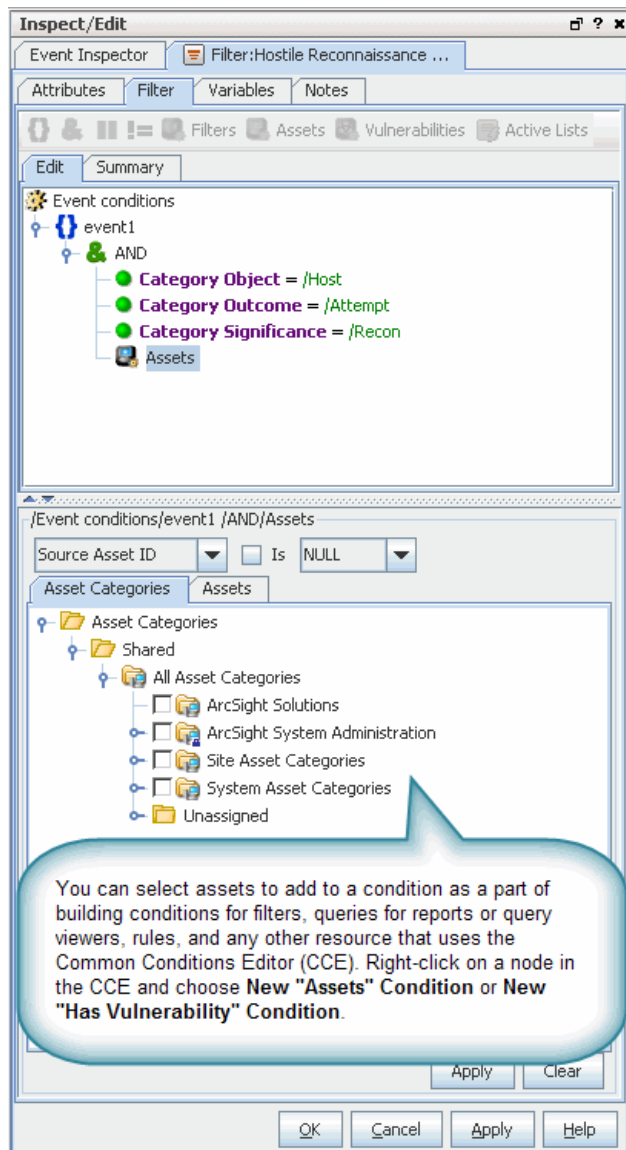 Inspect/Edit
Event Inspector Filter:Hostile Reconnaissance ...
Attributes Filter Variables Notes
Filters Assets Vulnerabilities Active Lists
Edit Summary
Event conditions
event1
AND
Category Object = /Host
Category Outcome = /Attempt
Category Significance = /Recon
Assets
/Event conditions/event1 /AND/Assets
Source Asset ID Is NULL
Asset Categories Assets
Asset Categories
Shared
All Asset Categories
ArcSight Solutions
ArcSight System Administration
Site Asset Categories
System Asset Categories
Unassigned
You can select assets to add to a condition as a part of
building conditions for filters, queries for reports or query
viewers, rules, and any other resource that uses the
Common Conditions Editor (CCE). Right-click on a node in
the CCE and choose New "Assets" Condition or New
"Has Vulnerability" Condition.
Apply Clear
OK Cancel Apply Help